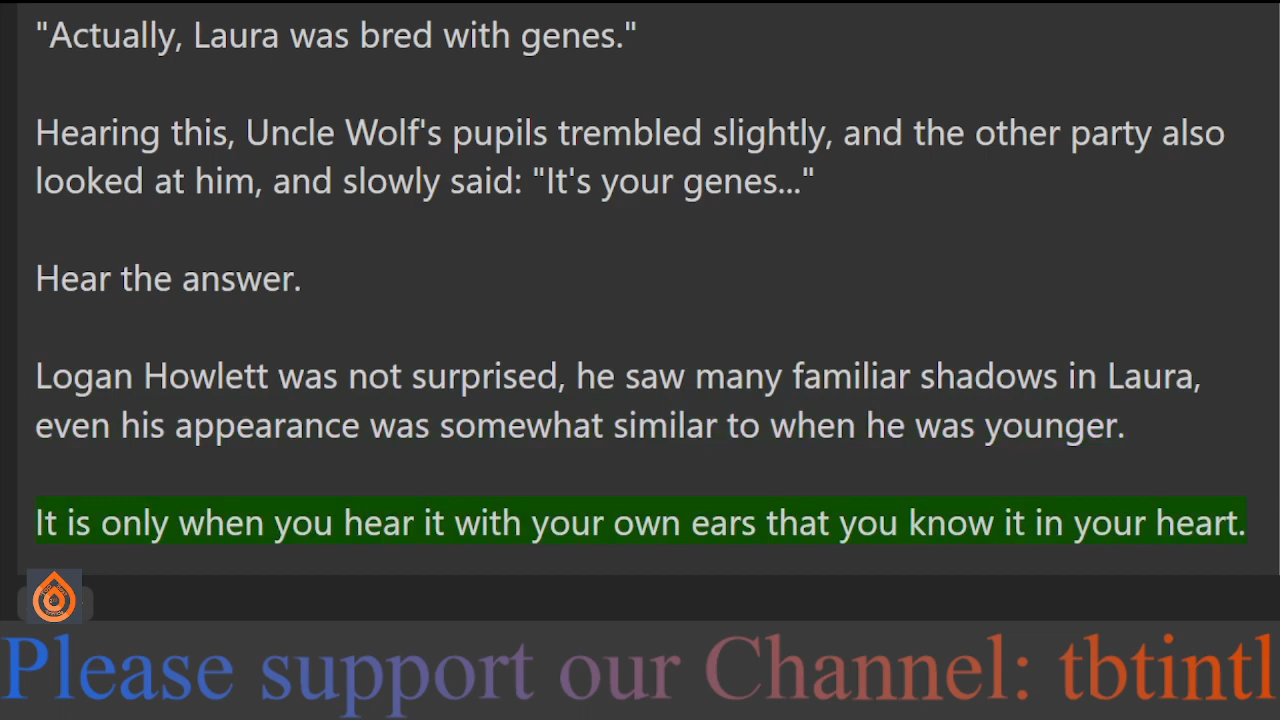 "Actually, Laura was bred with genes."
Hearing this, Uncle Wolf's pupils trembled slightly, and the other party also
looked at him, and slowly said: "It's your genes..."
Hear the answer.
Logan Howlett was not surprised, he saw many familiar shadows in Laura,
even his appearance was somewhat similar to when he was younger.
It is only when you hear it with your own ears that you know it in your heart.
Please support our Channel: tbtintl